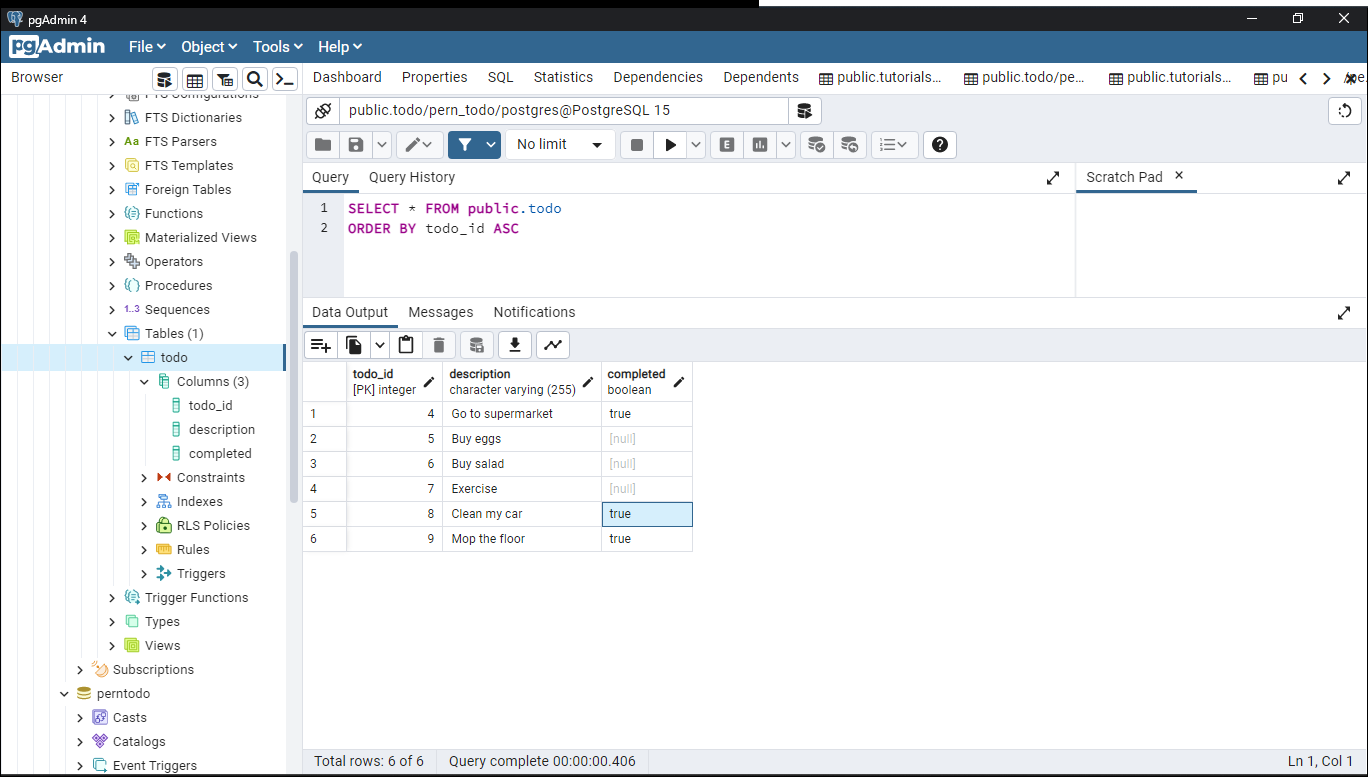 pgAdmin 4
pgAdmin File Object Tools Help
Browser
FTS Configurations
FTS Dictionaries
Aa FTS Parsers
FTS Templates
Foreign Tables
Functions
Materialized Views
Operators
Procedures
1..3 Sequences
Tables (1)
todo
Columns (3)
todo_id
description
completed
Constraints
Indexes
RLS Policies
Rules
Triggers
Trigger Functions
Types
Views
Subscriptions
perntodo
Casts
Catalogs
Event Triggers
Dashboard Properties SQL Statistics Dependencies Dependents public.tutorials... public.todo/pe... public.tutorials... pu
public.todo/pern_todo/postgres@PostgreSQL 15
No limit E
Query Query History Scratch Pad
1 SELECT * FROM public.todo
2 ORDER BY todo_id ASC
Data Output Messages Notifications
todo_id description completed
[PK] integer character varying (255) boolean
1 4 Go to supermarket true
2 5 Buy eggs [null]
3 6 Buy salad [null]
4 7 Exercise [null]
5 8 Clean my car true
6 9 Mop the floor true
Total rows: 6 of 6 Query complete 00:00:00.406 Ln 1, Col 1